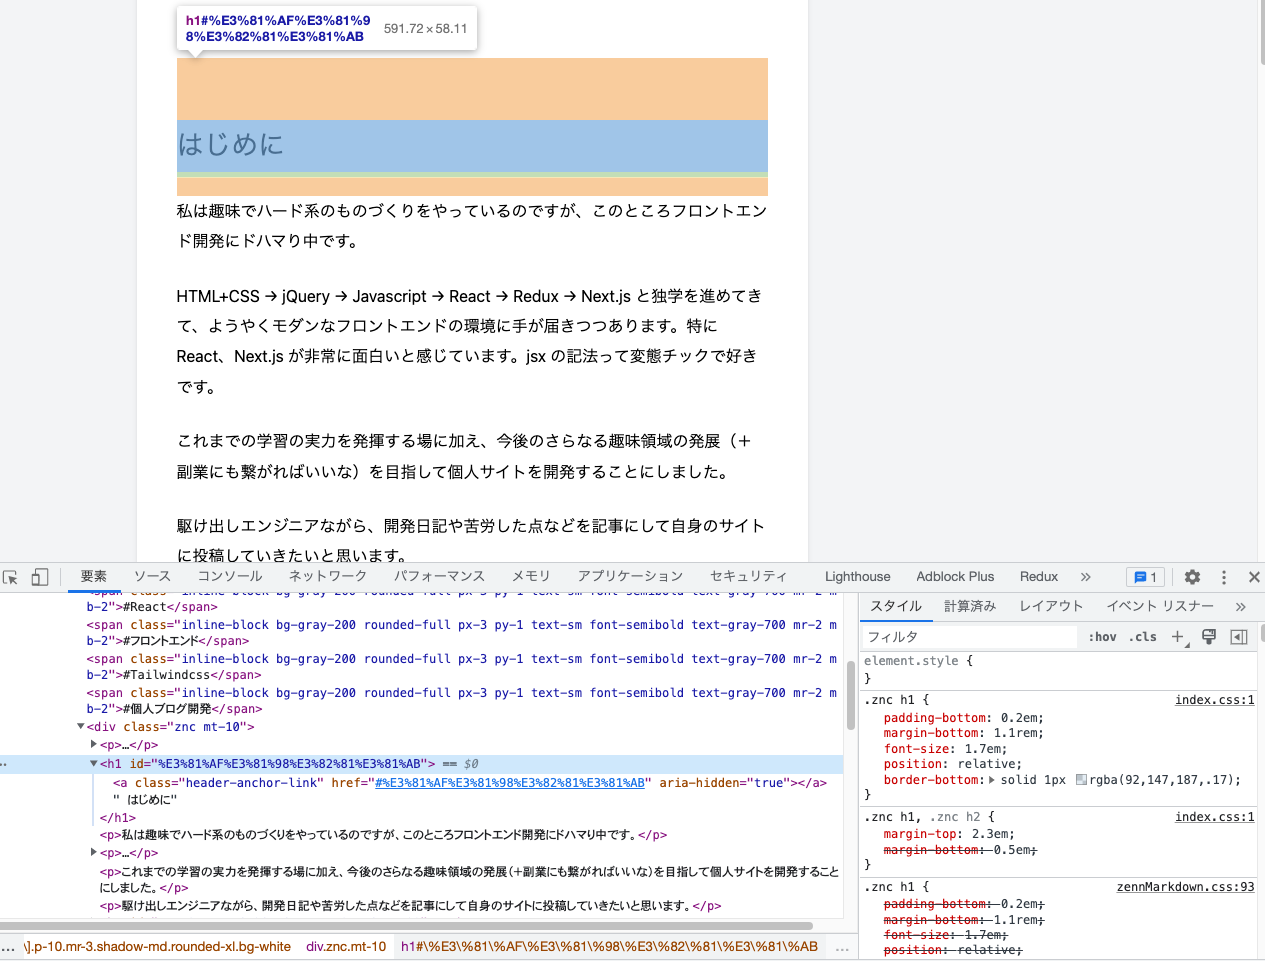 h1#%E3%81%AF%E3%81%9
8%E3%82%81%E3%81%AB
591.72 × 58.11
はじめに
私は趣味でハード系のものづくりをやっているのですが、このところフロントエン
ド開発にドハマり中です。
HTML+CSS → jQuery → Javascript → React → Redux → Next.js と独学を進めてき
て、ようやくモダンなフロントエンドの環境に手が届きつつあります。特に
React、Next.js が非常に面白いと感じています。jsx の記法って変態チックで好き
です。
これまでの学習の実力を発揮する場に加え、今後のさらなる趣味領域の発展（＋
副業にも繋がればいいな）を目指して個人サイトを開発することにしました。
駆け出しエンジニアながら、開発日記や苦労した点などを記事にして自身のサイト
に投稿していきたいと思います。
要素 ソース コンソール ネットワーク パフォーマンス メモリ アプリケーション セキュリティ Lighthouse Adblock Plus Redux » 1
<span class="inline-block bg-gray-200 rounded-full px-3 py-1 text-sm font-semibold text-gray-700 mr-2 m
b-2">#React</span>
<span class="inline-block bg-gray-200 rounded-full px-3 py-1 text-sm font-semibold text-gray-700 mr-2 m
b-2">#フロントエンド</span>
<span class="inline-block bg-gray-200 rounded-full px-3 py-1 text-sm font-semibold text-gray-700 mr-2 m
b-2">#Tailwindcss</span>
<span class="inline-block bg-gray-200 rounded-full px-3 py-1 text-sm font-semibold text-gray-700 mr-2 m
b-2">#個人ブログ開発</span>
<div class="znc mt-10">
<p>…</p>
<h1 id="%E3%81%AF%E3%81%98%E3%82%81%E3%81%AB"> == $0
<a class="header-anchor-link" href="#%E3%81%AF%E3%81%98%E3%82%81%E3%81%AB" aria-hidden="true"></a>
" はじめに"
</h1>
<p>私は趣味でハード系のものづくりをやっているのですが、このところフロントエンド開発にドハマり中です。</p>
<p>…</p>
<p>これまでの学習の実力を発揮する場に加え、今後のさらなる趣味領域の発展（＋副業にも繋がればいいな）を目指して個人サイトを開発すること
にしました。</p>
<p>駆け出しエンジニアながら、開発日記や苦労した点などを記事にして自身のサイトに投稿していきたいと思います。</p>
… \].p-10.mr-3.shadow-md.rounded-xl.bg-white div.znc.mt-10 h1#\%E3\%81\%AF\%E3\%81\%98\%E3\%82\%81\%E3\%81\%AB …
スタイル 計算済み レイアウト イベント リスナー »
フィルタ :hov .cls +
element.style {
}
.znc h1 { index.css:1
padding-bottom: 0.2em;
margin-bottom: 1.1rem;
font-size: 1.7em;
position: relative;
border-bottom: solid 1px rgba(92,147,187,.17);
}
.znc h1, .znc h2 { index.css:1
margin-top: 2.3em;
margin-bottom: 0.5em;
}
.znc h1 { zennMarkdown.css:93
padding-bottom: 0.2em;
margin-bottom: 1.1rem;
font-size: 1.7em;
position: relative;